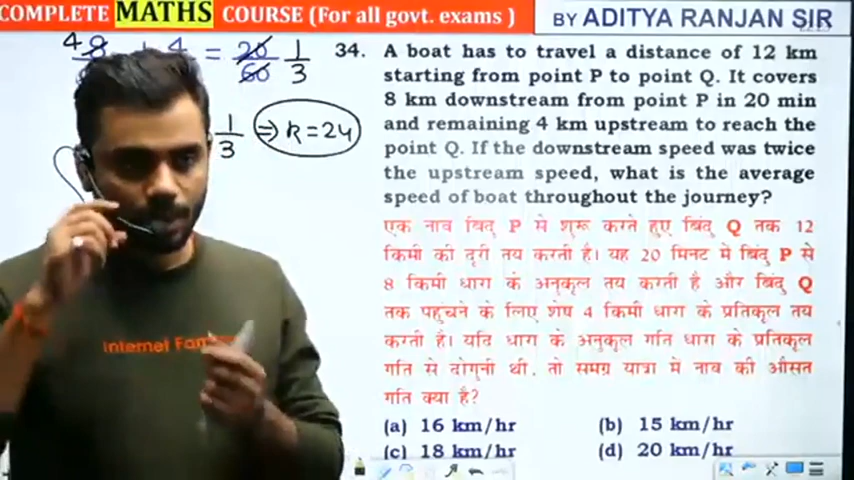 COMPLETE MATHS COURSE (For all govt. exams )
BY ADITYA RANJAN SIR
4 8 4 = 20 1
60 3
1
3 ⇒ k = 24
34. A boat has to travel a distance of 12 km
starting from point P to point Q. It covers
8 km downstream from point P in 20 min
and remaining 4 km upstream to reach the
point Q. If the downstream speed was twice
the upstream speed, what is the average
speed of boat throughout the journey?
एक नाव बिंदु P से शुरू करते हुए बिंदु Q तक 12
किमी की दूरी तय करती है। यह 20 मिनट में बिंदु P से
8 किमी धारा के अनुकूल तय करती है और बिंदु Q
तक पहुंचने के लिए शेष 4 किमी धारा के प्रतिकूल तय
करती है। यदि धारा के अनुकूल गति धारा के प्रतिकूल
गति से दोगुनी थी, तो समग्र यात्रा में नाव की औसत
गति क्या है?
(a) 16 km/hr (b) 15 km/hr
(c) 18 km/hr (d) 20 km/hr